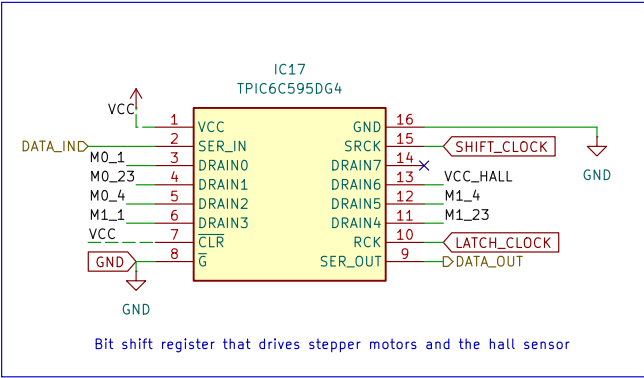 IC17
TPIC6C595DG4
VCC
1 VCC GND 16
DATA_IN 2 SER_IN SRCK 15 SHIFT_CLOCK
M0_1 3 DRAIN0 DRAIN7 14
M0_23 4 DRAIN1 DRAIN6 13 VCC_HALL
M0_4 5 DRAIN2 DRAIN5 12 M1_4
M1_1 6 DRAIN3 DRAIN4 11 M1_23
VCC 7 CLR RCK 10 LATCH_CLOCK
GND 8 G SER_OUT 9 DATA_OUT
GND
GND
Bit shift register that drives stepper motors and the hall sensor